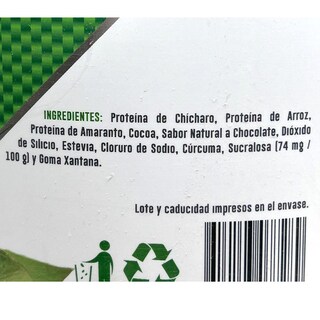 INGREDIENTES: Proteína de Chícharo, Proteína de Arroz,
Proteína de Amaranto, Cocoa, Sabor Natural a Chocolate, Dióxido
de Silicio, Estevia, Cloruro de Sodio, Cúrcuma, Sucralosa (74 mg /
100 g) y Goma Xantana.
Lote y caducidad impresos en el envase.